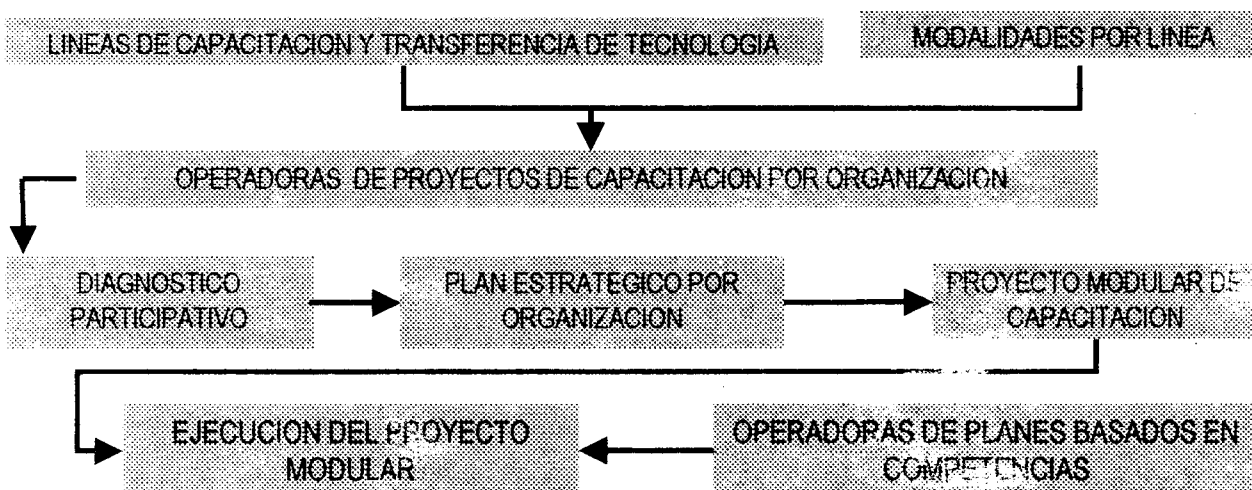 LINEAS DE CAPACITACION Y TRANSFERENCIA DE TECNOLOGIA
MODALIDADES POR LINEA
OPERADORAS DE PROYECTOS DE CAPACITACION POR ORGANIZACION
DIAGNOSTICO
PARTICIPATIVO
PLAN ESTRATEGICO POR
ORGANIZACION
PROYECTO MODULAR DE
CAPACITACION
EJECUCION DEL PROYECTO
MODULAR
OPERADORAS DE PLANES BASADOS EN
COMPETENCIAS